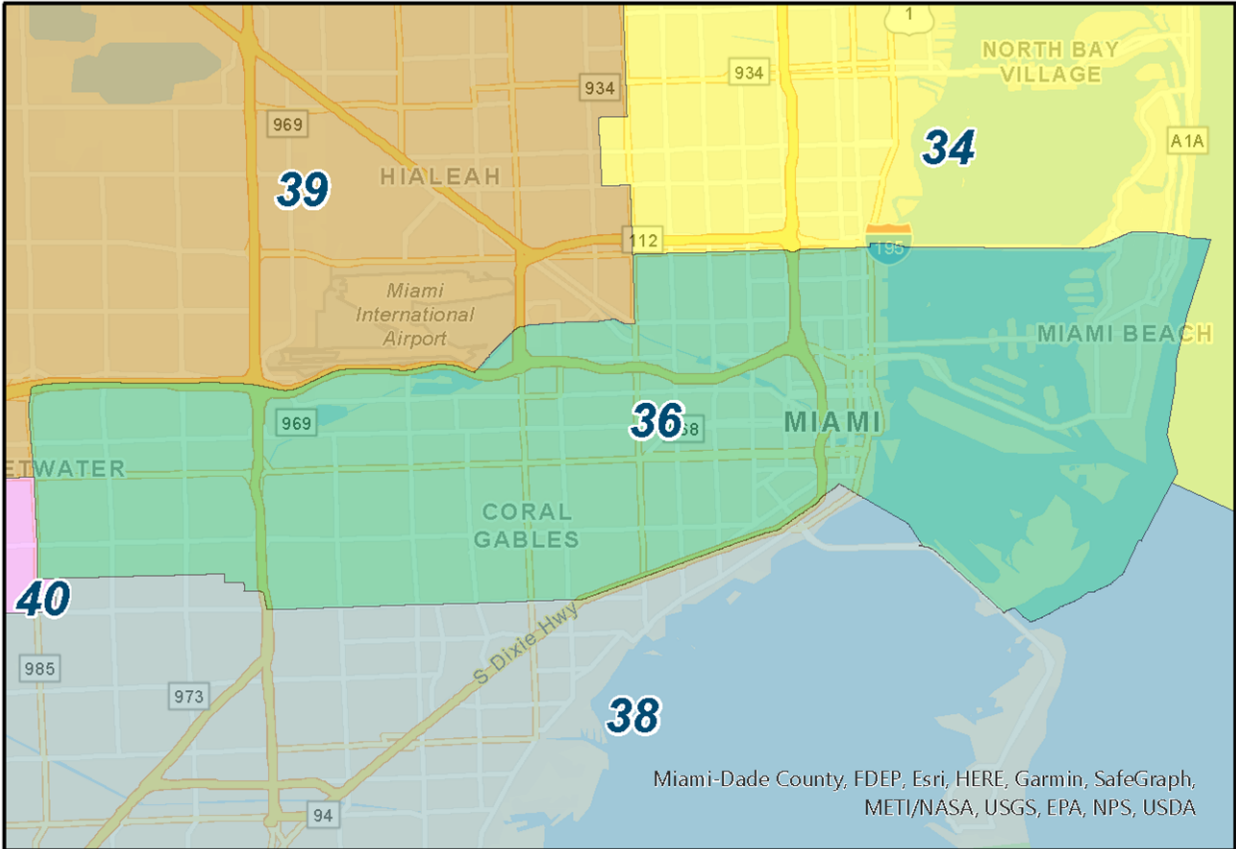 1
NORTH BAY
VILLAGE
934
934
969
A1A
34
HIALEAH
39
112
195
Miami
International
Airport
MIAMI BEACH
969
36
68
MIAMI
ETWATER
CORAL
GABLES
40
S Dixie Hwy
985
973
38
Miami-Dade County, FDEP, Esri, HERE, Garmin, SafeGraph,
METI/NASA, USGS, EPA, NPS, USDA
94